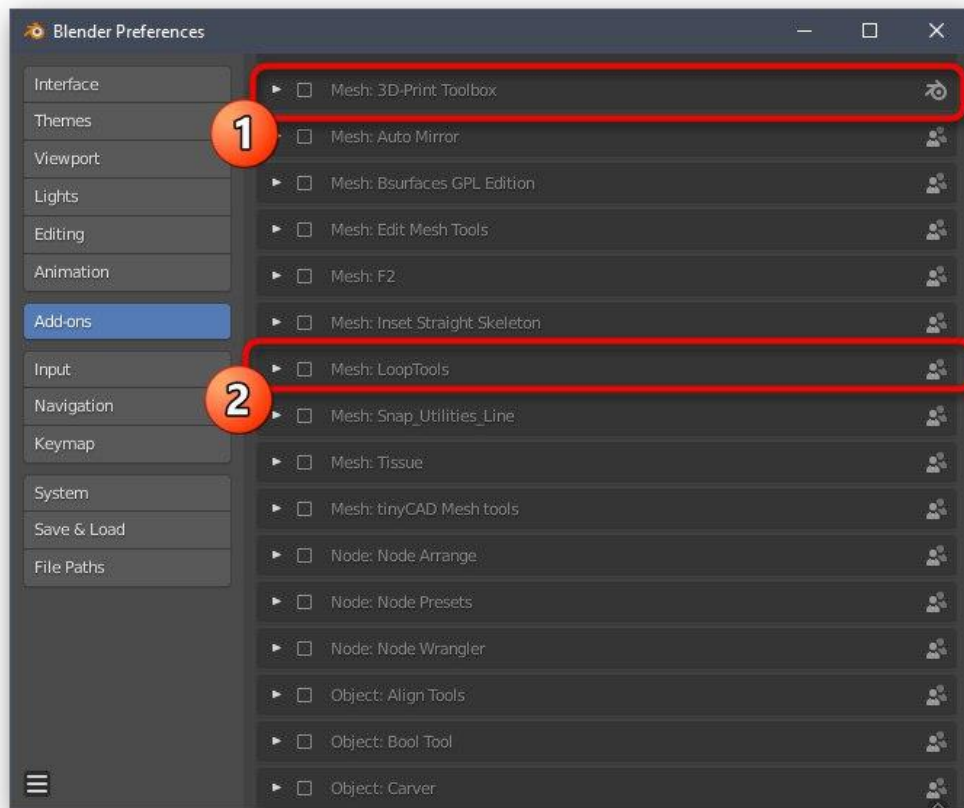 Blender Preferences
Interface
Themes
Viewport
Lights
Editing
Animation
Add-ons
Input
Navigation
Keymap
System
Save & Load
File Paths
Mesh: 3D-Print Toolbox
1
Mesh: Auto Mirror
Mesh: Bsurfaces GPL Edition
Mesh: Edit Mesh Tools
Mesh: F2
Mesh: Inset Straight Skeleton
Mesh: LoopTools
2
Mesh: Snap_Utilities_Line
Mesh: Tissue
Mesh: tinyCAD Mesh tools
Node: Node Arrange
Node: Node Presets
Node: Node Wrangler
Object: Align Tools
Object: Bool Tool
Object: Carver